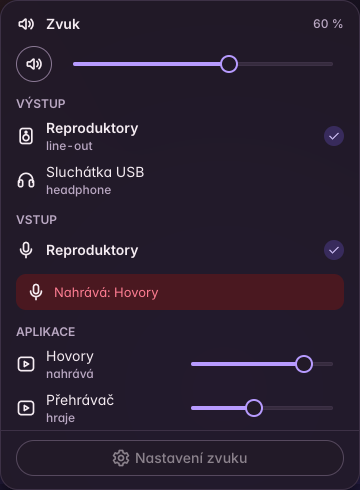 Zvuk 60 %
VÝSTUP
Reproduktory
line-out
Sluchátka USB
headphone
VSTUP
Reproduktory
Nahrává: Hovory
APLIKACE
Hovory
nahrává
Přehrávač
hraje
Nastavení zvuku